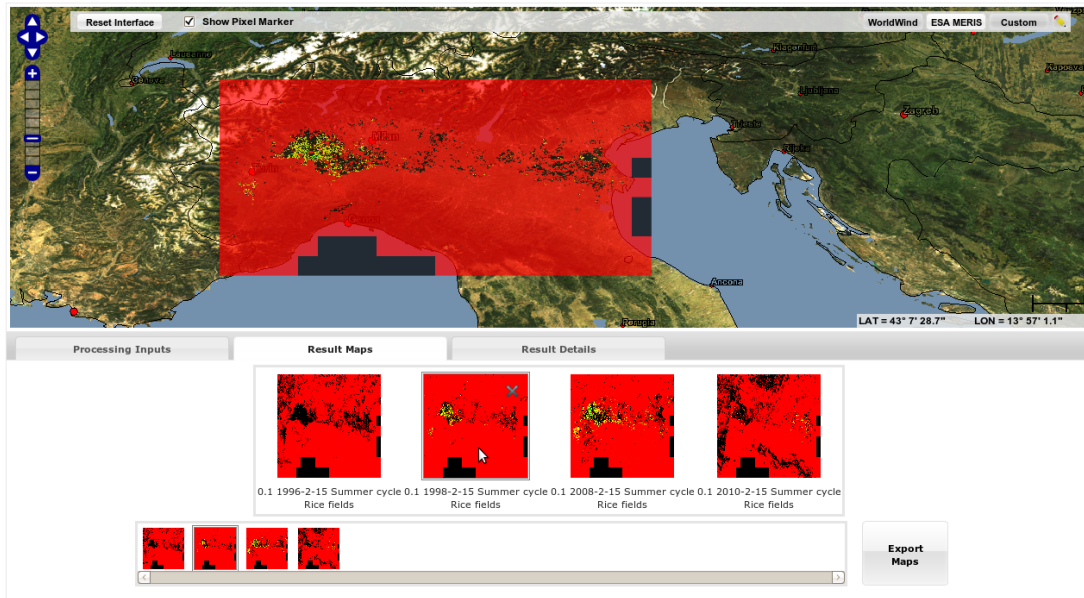 Reset Interface
Show Pixel Marker
WorldWind
ESA MERIS
Custom
Lausanne
Geneva
Klagenfurt
Kaposva
Ljubljana
Zagreb
Trieste
Rijeka
Ancona
Perugia
LAT = 43° 7' 28.7"
LON = 13° 57' 1.1"
Processing Inputs
Result Maps
Result Details
0.1 1996-2-15 Summer cycle
Rice fields
0.1 1998-2-15 Summer cycle
Rice fields
0.1 2008-2-15 Summer cycle
Rice fields
0.1 2010-2-15 Summer cycle
Rice fields
Export
Maps